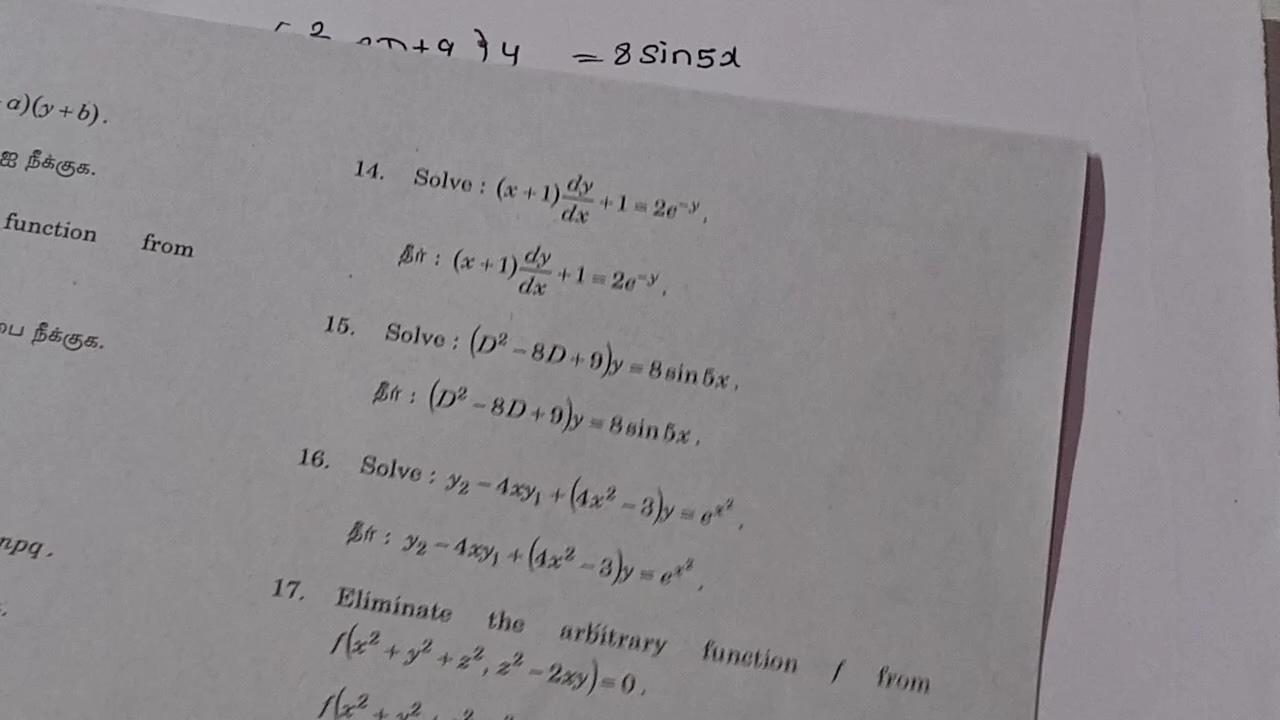 = 8 sin5x
a)(y + b).
ஐ நீக்குக.
function from
நீக்குக.
npq.
14. Solve : (x + 1) dy/dx + 1 = 2e^{-y}.
தீர் : (x + 1) dy/dx + 1 = 2e^{-y}.
15. Solve : (D² − 8D + 9)y = 8 sin 5x.
தீர் : (D² − 8D + 9)y = 8 sin 5x.
16. Solve : y₂ − 4xy₁ + (4x² − 3)y = e^{x²}.
தீர் : y₂ − 4xy₁ + (4x² − 3)y = e^{x²}.
17. Eliminate the arbitrary function f from
f(x² + y² + z², z² − 2xy) = 0.